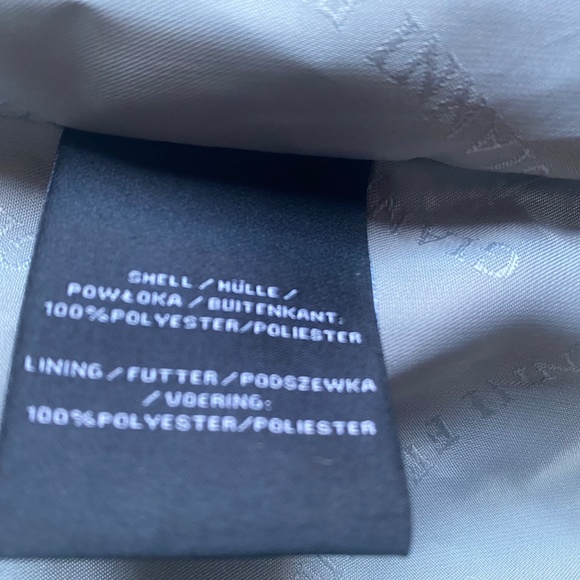 SHELL / HÜLLE /
POWŁOKA / BUITENKANT:
100%POLYESTER/POLIESTER
LINING / FUTTER / PODSZEWKA
/ VOERING:
100%POLYESTER/POLIESTER